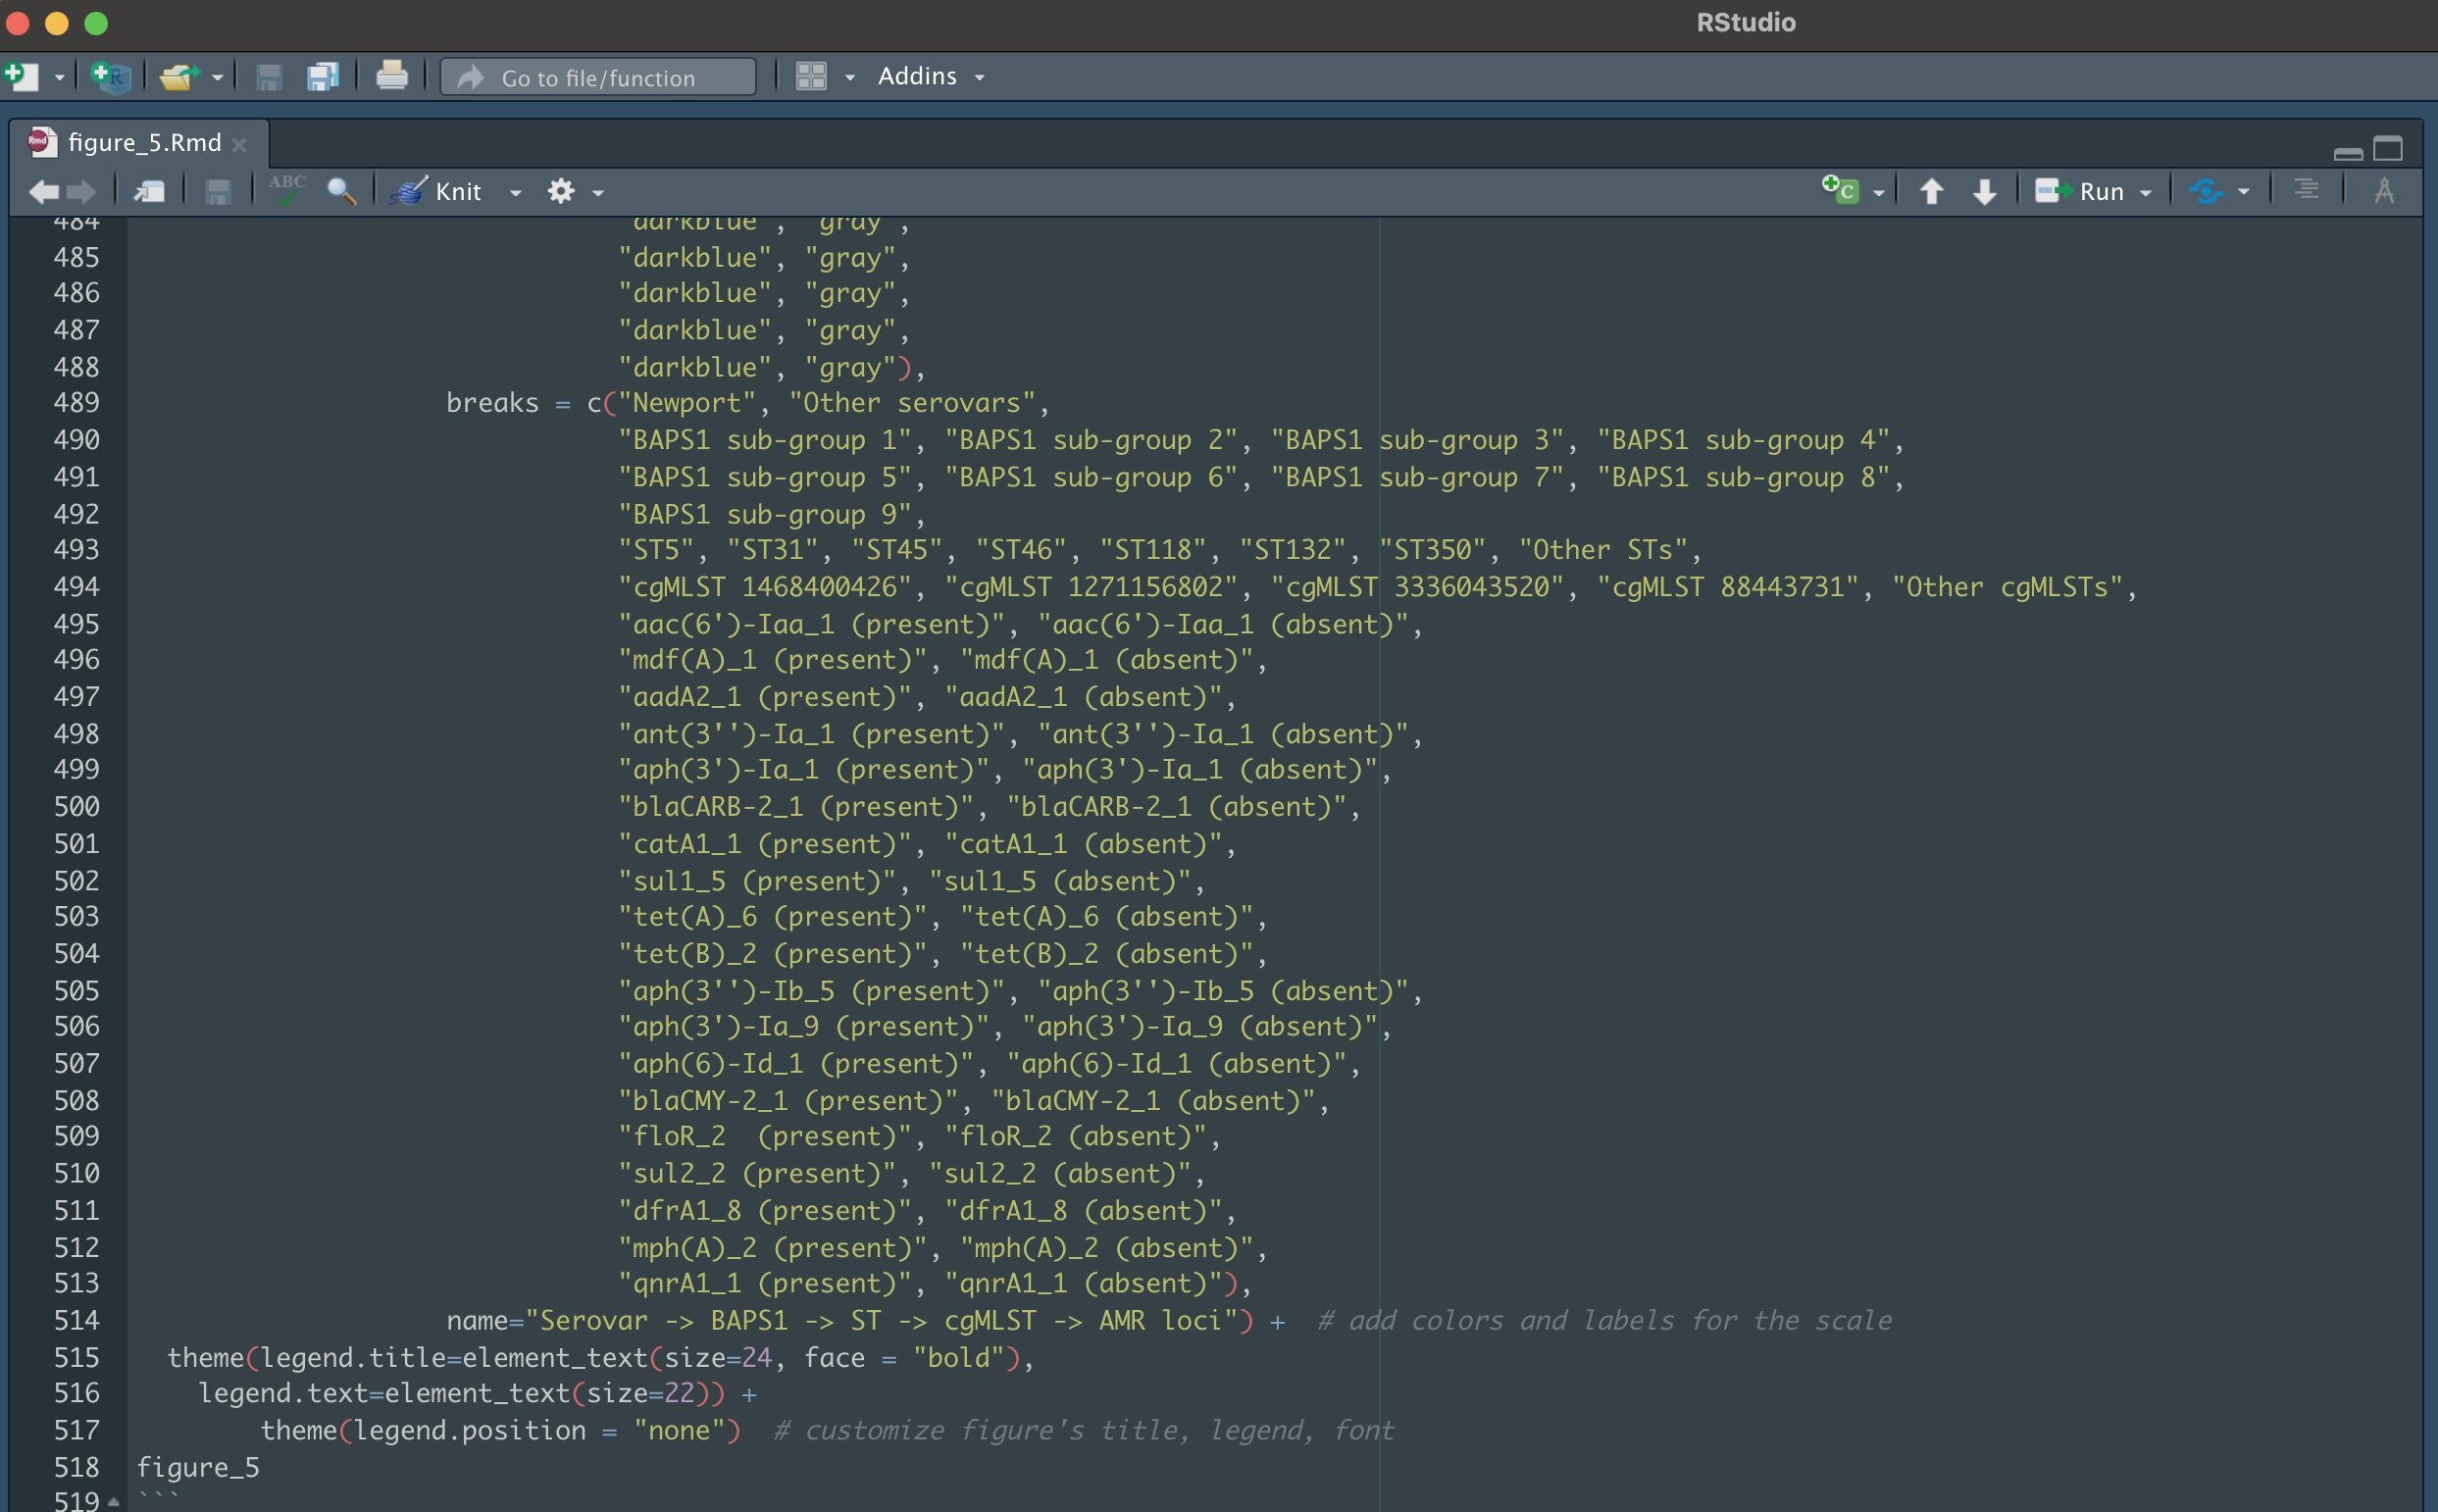 RStudio
Go to file/function
Addins
figure_5.Rmd
ABC
Knit
Run
484 "darkblue", "gray",
485 "darkblue", "gray",
486 "darkblue", "gray",
487 "darkblue", "gray",
488 "darkblue", "gray"),
489 breaks = c("Newport", "Other serovars",
490 "BAPS1 sub-group 1", "BAPS1 sub-group 2", "BAPS1 sub-group 3", "BAPS1 sub-group 4",
491 "BAPS1 sub-group 5", "BAPS1 sub-group 6", "BAPS1 sub-group 7", "BAPS1 sub-group 8",
492 "BAPS1 sub-group 9",
493 "ST5", "ST31", "ST45", "ST46", "ST118", "ST132", "ST350", "Other STs",
494 "cgMLST 1468400426", "cgMLST 1271156802", "cgMLST 3336043520", "cgMLST 88443731", "Other cgMLSTs",
495 "aac(6')-Iaa_1 (present)", "aac(6')-Iaa_1 (absent)",
496 "mdf(A)_1 (present)", "mdf(A)_1 (absent)",
497 "aadA2_1 (present)", "aadA2_1 (absent)",
498 "ant(3'')-Ia_1 (present)", "ant(3'')-Ia_1 (absent)",
499 "aph(3')-Ia_1 (present)", "aph(3')-Ia_1 (absent)",
500 "blaCARB-2_1 (present)", "blaCARB-2_1 (absent)",
501 "catA1_1 (present)", "catA1_1 (absent)",
502 "sul1_5 (present)", "sul1_5 (absent)",
503 "tet(A)_6 (present)", "tet(A)_6 (absent)",
504 "tet(B)_2 (present)", "tet(B)_2 (absent)",
505 "aph(3'')-Ib_5 (present)", "aph(3'')-Ib_5 (absent)",
506 "aph(3')-Ia_9 (present)", "aph(3')-Ia_9 (absent)",
507 "aph(6)-Id_1 (present)", "aph(6)-Id_1 (absent)",
508 "blaCMY-2_1 (present)", "blaCMY-2_1 (absent)",
509 "floR_2  (present)", "floR_2 (absent)",
510 "sul2_2 (present)", "sul2_2 (absent)",
511 "dfrA1_8 (present)", "dfrA1_8 (absent)",
512 "mph(A)_2 (present)", "mph(A)_2 (absent)",
513 "qnrA1_1 (present)", "qnrA1_1 (absent)"),
514 name="Serovar -> BAPS1 -> ST -> cgMLST -> AMR loci") +  # add colors and labels for the scale
515 theme(legend.title=element_text(size=24, face = "bold"),
516 legend.text=element_text(size=22)) +
517 theme(legend.position = "none")  # customize figure's title, legend, font
518 figure_5
519 ```